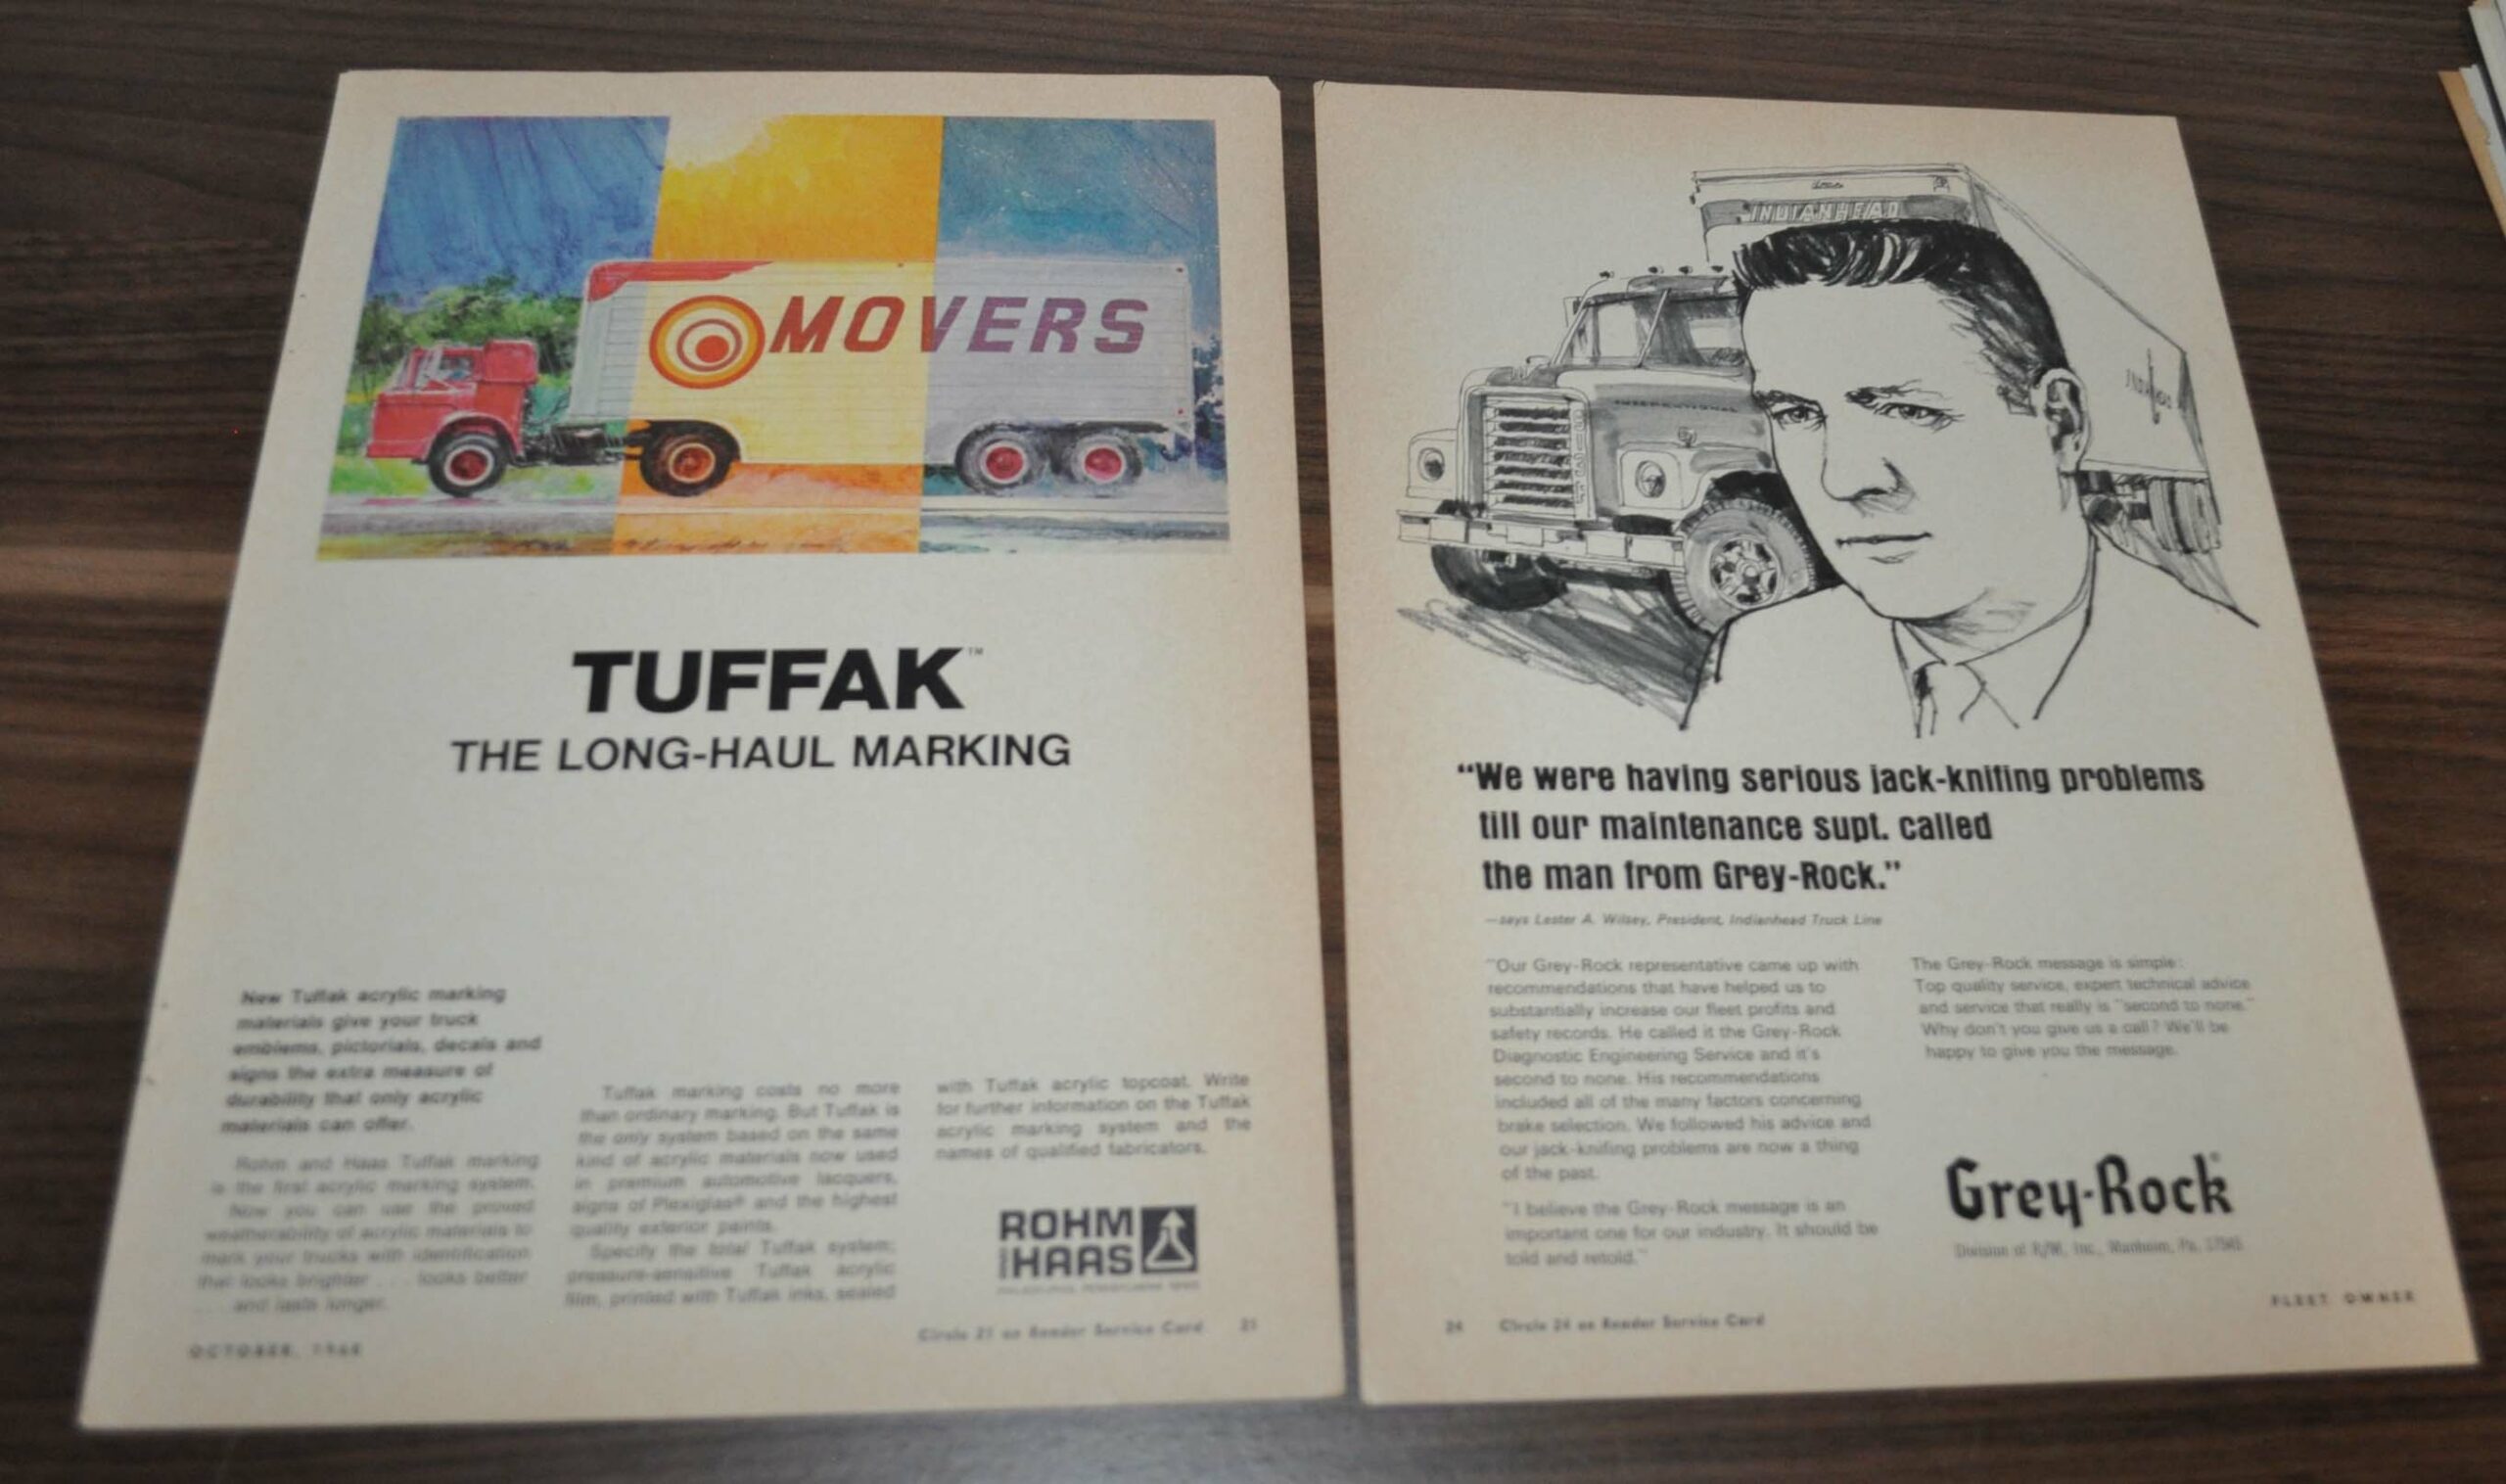 MOVERS
TUFFAK™
THE LONG-HAUL MARKING
New Tuffak acrylic marking
materials give your truck
emblems, pictorials, decals and
signs the extra measure of
durability that only acrylic
materials can offer.
Rohm and Haas Tuffak marking
is the first acrylic marking system.
Now you can use the proved
weatherability of acrylic materials to
mark your trucks with identification
that looks brighter . . . looks better
. . . and lasts longer.
Tuffak marking costs no more
than ordinary marking. But Tuffak is
the only system based on the same
kind of acrylic materials now used
in premium automotive lacquers,
signs of Plexiglas® and the highest
quality exterior paints.
Specify the total Tuffak system;
pressure-sensitive Tuffak acrylic
film, printed with Tuffak inks, sealed
with Tuffak acrylic topcoat. Write
for further information on the Tuffak
acrylic marking system and the
names of qualified fabricators.
ROHM
AND HAAS
Circle 21 on Reader Service Card 21
OCTOBER,
INDIANHEAD
INTERNATIONAL
“We were having serious jack-knifing problems
till our maintenance supt. called
the man from Grey-Rock.”
—says Lester A. Wilsey, President, Indianhead Truck Line
“Our Grey-Rock representative came up with
recommendations that have helped us to
substantially increase our fleet profits and
safety records. He called it the Grey-Rock
Diagnostic Engineering Service and it's
second to none. His recommendations
included all of the many factors concerning
brake selection. We followed his advice and
our jack-knifing problems are now a thing
of the past.
“I believe the Grey-Rock message is an
important one for our industry. It should be
told and retold.”
The Grey-Rock message is simple:
Top quality service, expert technical advice
and service that really is “second to none.”
Why don't you give us a call? We'll be
happy to give you the message.
Grey-Rock®
Division of R/M, Inc., Manheim, Pa. 17545
24 Circle 24 on Reader Service Card
FLEET OWNER